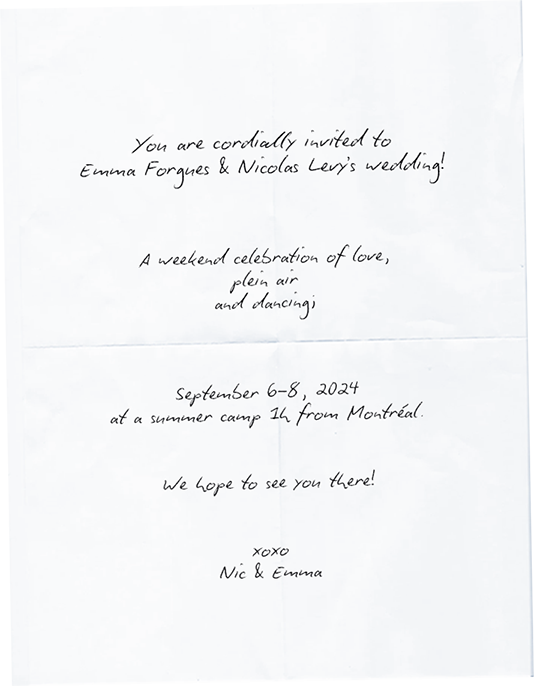 You are cordially invited to
Emma Forgues & Nicolas Levy's wedding!
A weekend celebration of love,
plein air
and dancing;
September 6-8, 2024
at a summer camp 1h from Montréal.
We hope to see you there!
xoxo
Nic & Emma